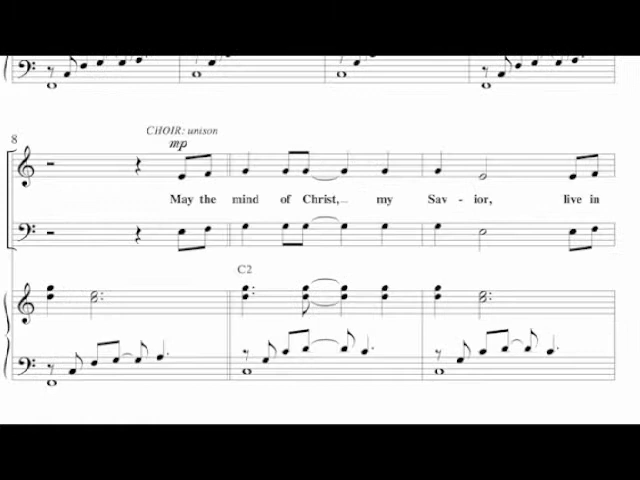 8
CHOIR: unison
mp
May the mind of Christ, my Sav - ior, live in
C2